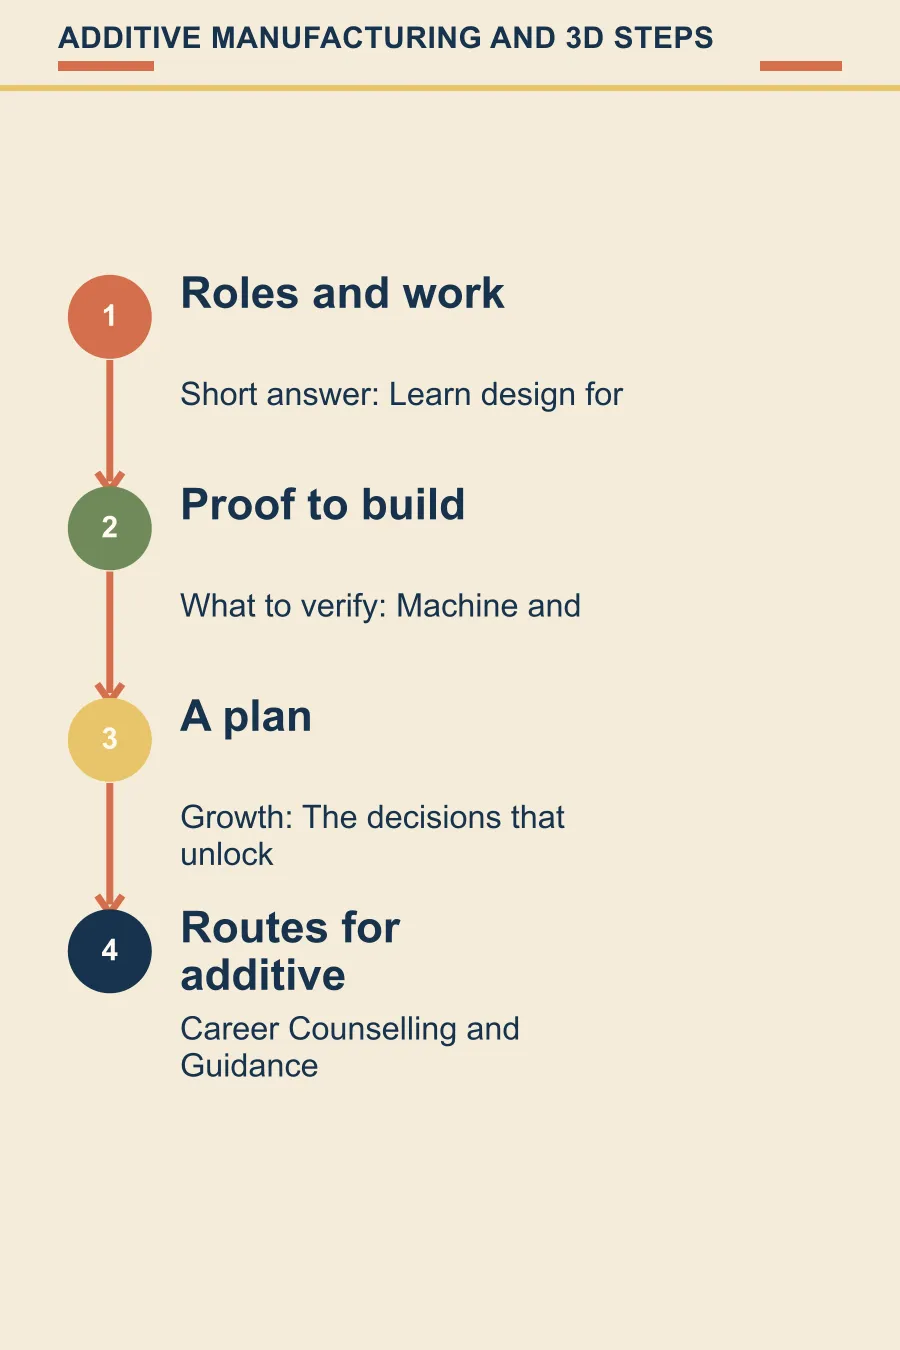 ADDITIVE MANUFACTURING AND 3D STEPS
1
Roles and work
Short answer: Learn design for
2
Proof to build
What to verify: Machine and
3
A plan
Growth: The decisions that
unlock
4
Routes for
additive
Career Counselling and
Guidance